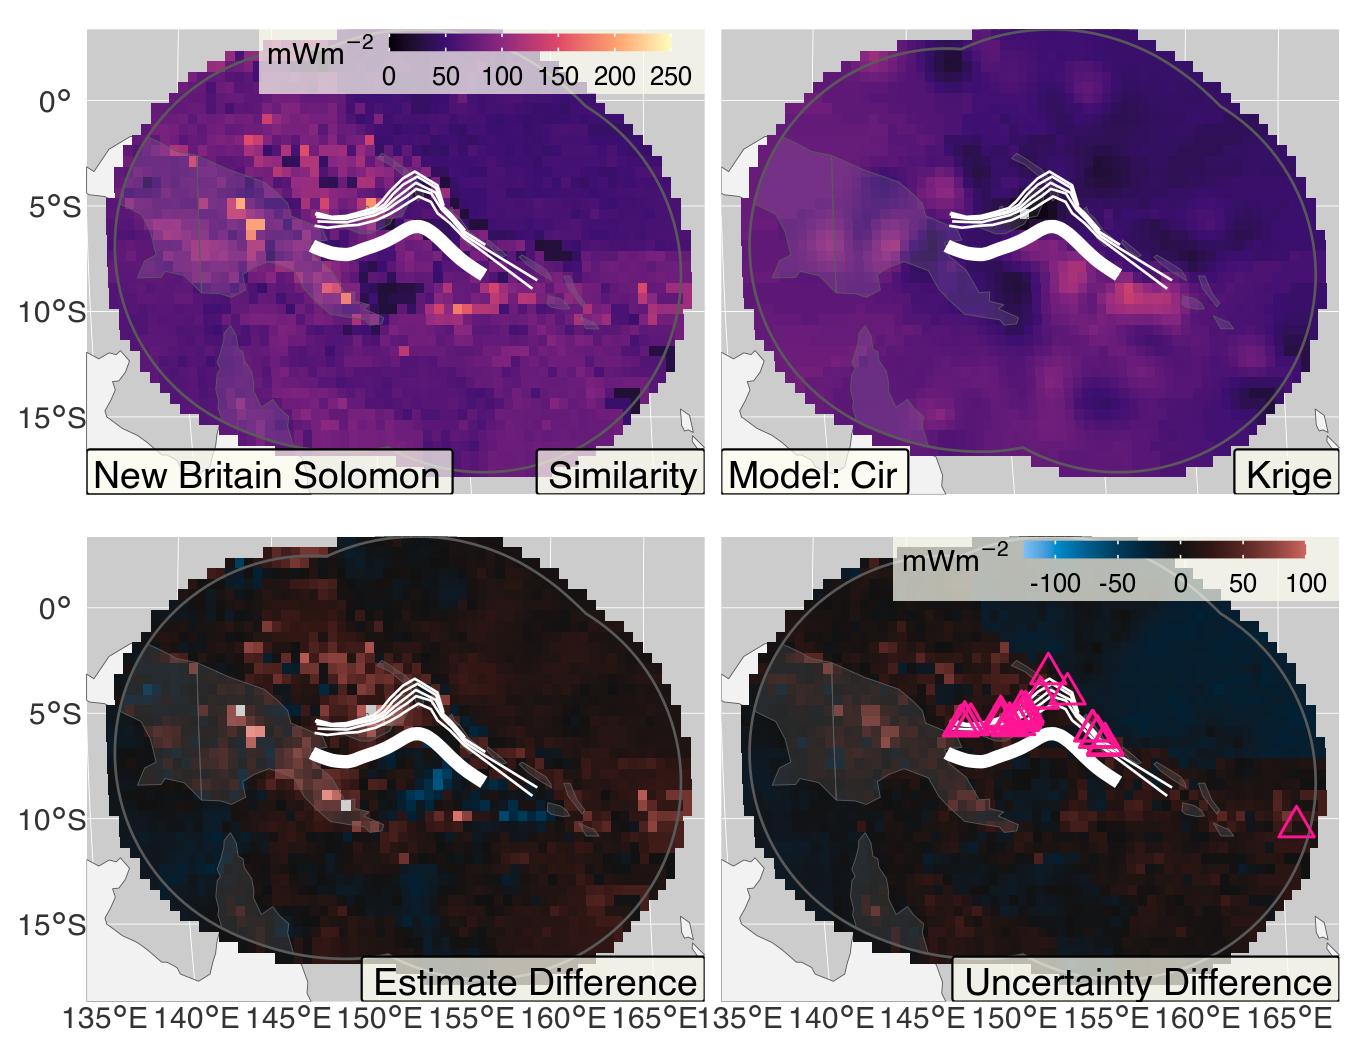 mWm−2
0 50 100 150 200 250
0°
5°S
10°S
15°S
New Britain Solomon
Similarity
Model: Cir
Krige
mWm−2
-100 -50 0 50 100
0°
5°S
10°S
15°S
Estimate Difference
Uncertainty Difference
135°E 140°E 145°E 150°E 155°E 160°E 165°E
135°E 140°E 145°E 150°E 155°E 160°E 165°E